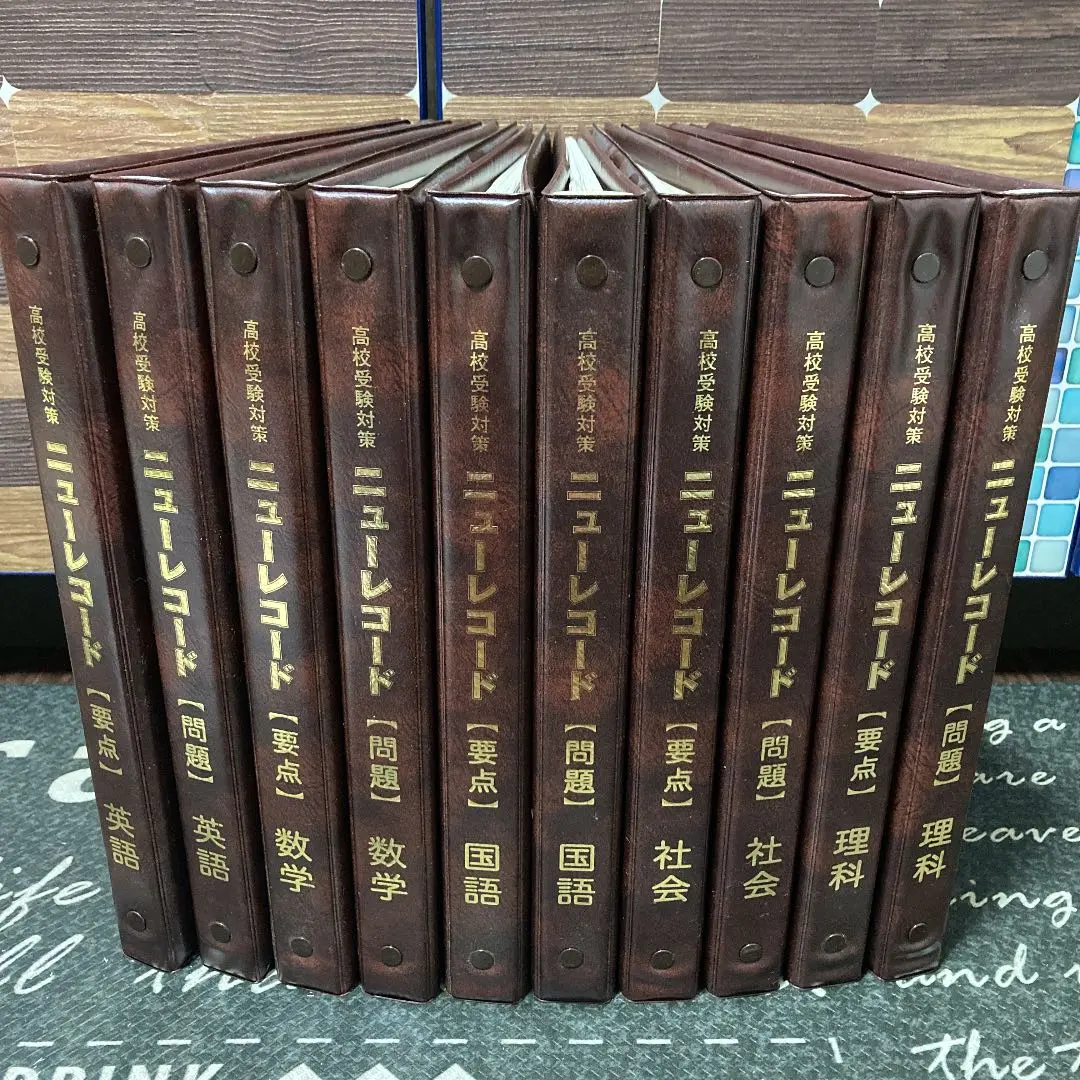 高校受験対策 ニューレコード【要点】 英語
高校受験対策 ニューレコード【問題】 英語
高校受験対策 ニューレコード【要点】 数学
高校受験対策 ニューレコード【問題】 数学
高校受験対策 ニューレコード【要点】 国語
高校受験対策 ニューレコード【問題】 国語
高校受験対策 ニューレコード【要点】 社会
高校受験対策 ニューレコード【問題】 社会
高校受験対策 ニューレコード【要点】 理科
高校受験対策 ニューレコード【問題】 理科
a
life
all
and
the